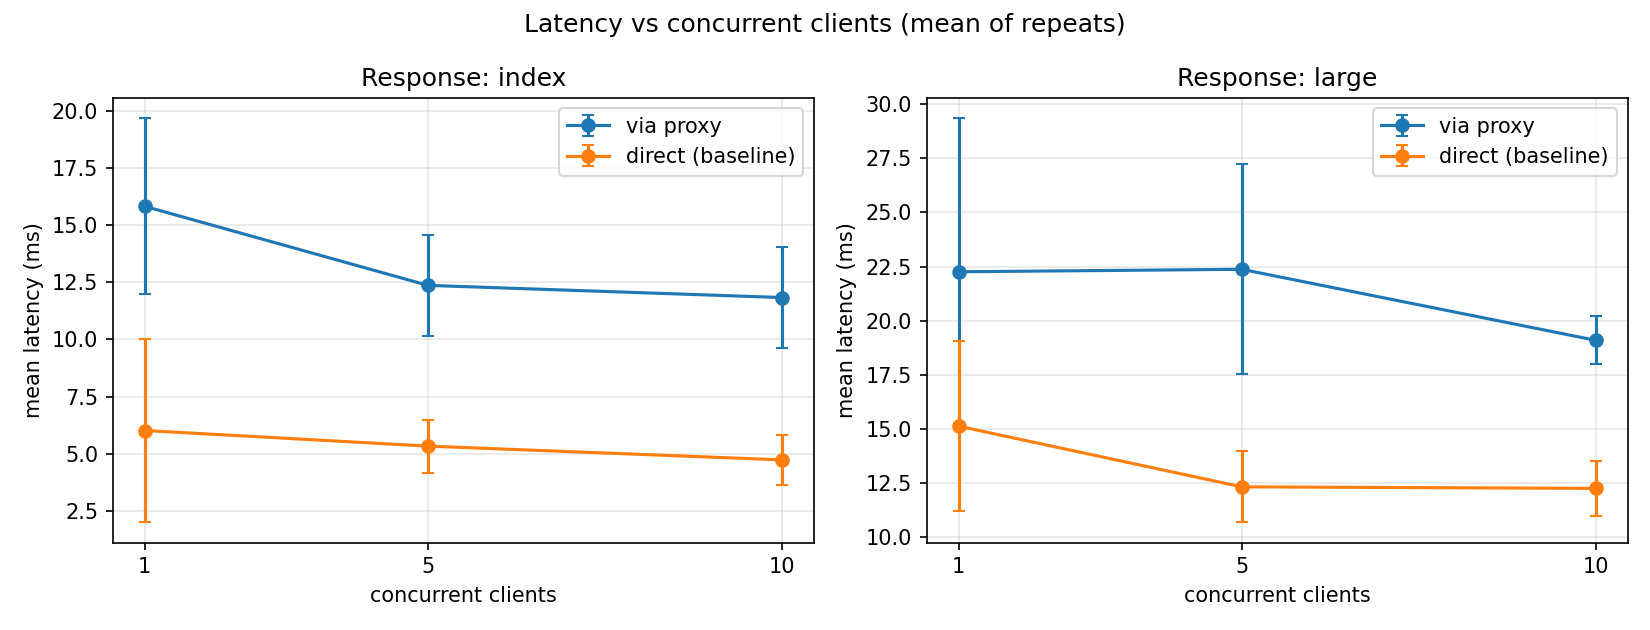 Latency vs concurrent clients (mean of repeats)
Response: index
20.0
17.5
15.0
12.5
10.0
7.5
5.0
2.5
mean latency (ms)
via proxy
direct (baseline)
1
5
10
concurrent clients
Response: large
30.0
27.5
25.0
22.5
20.0
17.5
15.0
12.5
10.0
mean latency (ms)
via proxy
direct (baseline)
1
5
10
concurrent clients